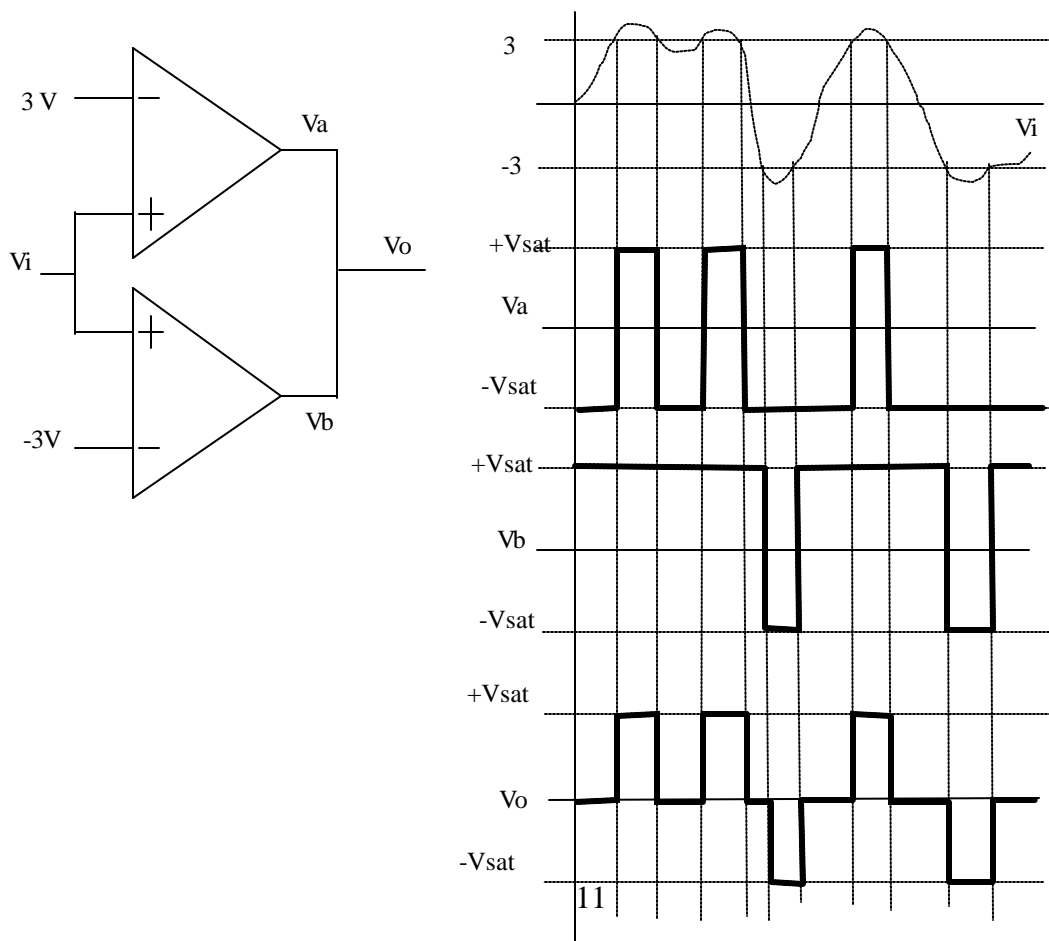 3 V
−
Va
+
Vi
Vo
+
-3V
−
Vb
3
Vi
-3
+Vsat
Va
-Vsat
+Vsat
Vb
-Vsat
+Vsat
Vo
-Vsat
11